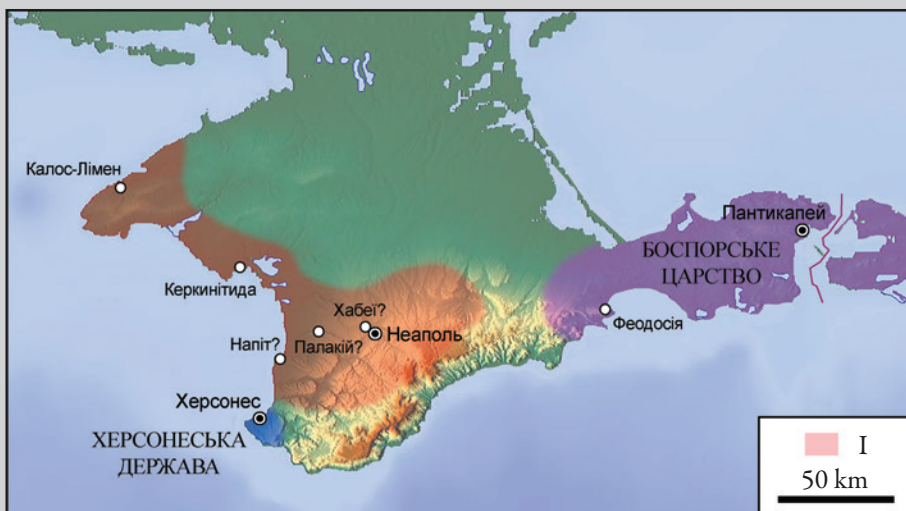 Калос-Лімен
Пантикапей
БОСПОРСЬКЕ
ЦАРСТВО
Керкинітида
Хабеї?
Феодосія
Неаполь
Палакій?
Напіт?
Херсонес
ХЕРСОНЕСЬКА
ДЕРЖАВА
I
50 km